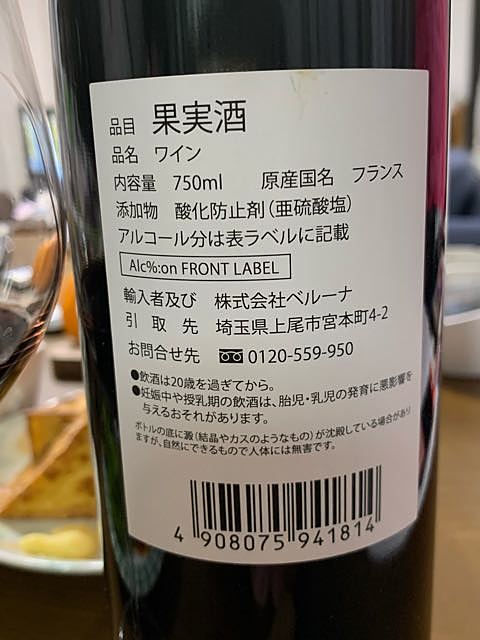 品目 果実酒
品名 ワイン
内容量 750ml 原産国名 フランス
添加物 酸化防止剤(亜硫酸塩)
アルコール分は表ラベルに記載
Alc%:on FRONT LABEL
輸入者及び 株式会社ベルーナ
引取先 埼玉県上尾市宮本町4-2
お問合せ先 0120-559-950
●飲酒は20歳を過ぎてから。
●妊娠中や授乳期の飲酒は、胎児・乳児の発育に悪影響を
与えるおそれがあります。
ボトルの底に澱(結晶やカスのようなもの)が沈殿している場合があり
ますが、自然にできるもので人体には無害です。
4 908075 941814